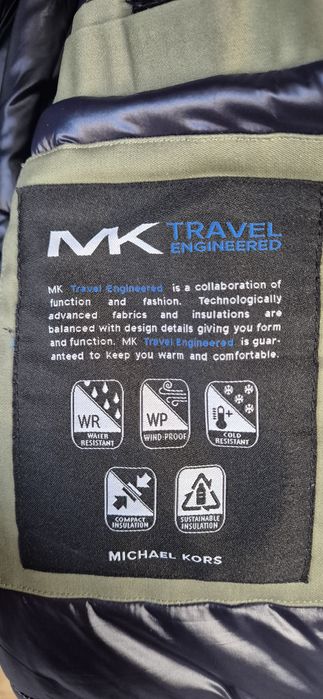 MK TRAVEL
ENGINEERED
MK Travel Engineered is a collaboration of
function and fashion. Technologically
advanced fabrics and insulations are
balanced with design details giving you form
and function. MK Travel Engineered is guar-
anteed to keep you warm and comfortable.
WR WP +
WATER
RESISTANT
WIND-PROOF
COLD
RESISTANT
COMPACT
INSULATION
SUSTAINABLE
INSULATION
MICHAEL KORS